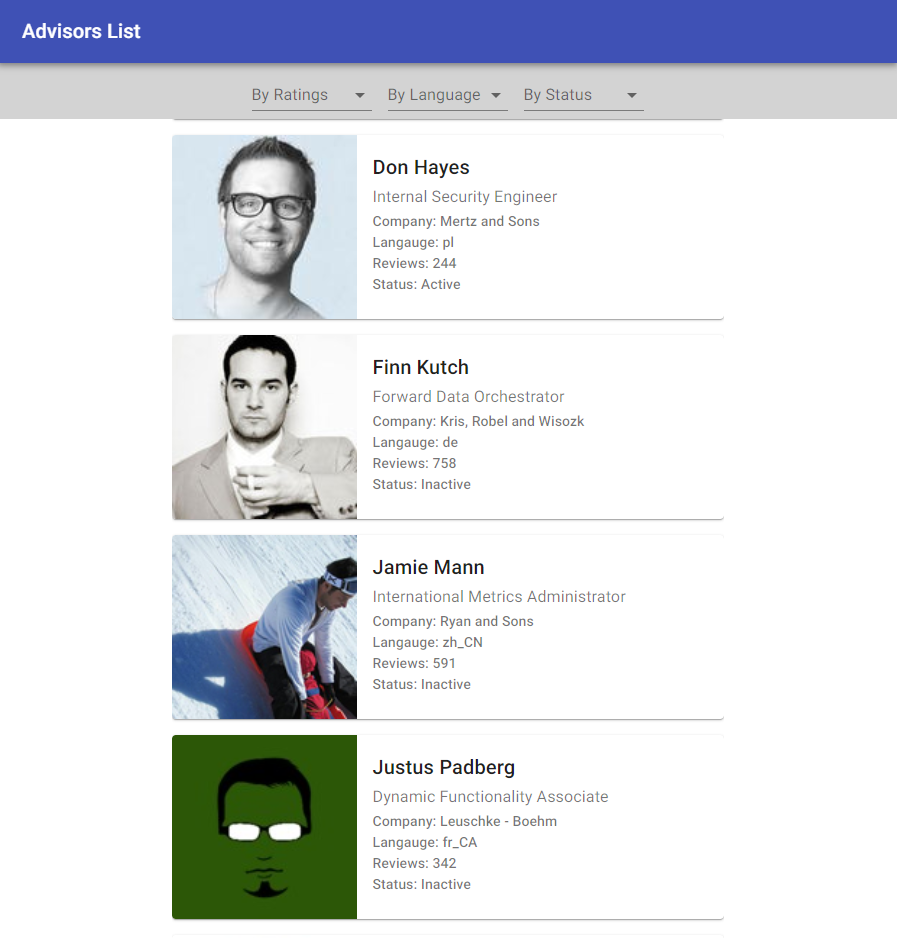 Advisors List
By Ratings By Language By Status
Don Hayes
Internal Security Engineer
Company: Mertz and Sons
Langauge: pl
Reviews: 244
Status: Active
Finn Kutch
Forward Data Orchestrator
Company: Kris, Robel and Wisozk
Langauge: de
Reviews: 758
Status: Inactive
Jamie Mann
International Metrics Administrator
Company: Ryan and Sons
Langauge: zh_CN
Reviews: 591
Status: Inactive
Justus Padberg
Dynamic Functionality Associate
Company: Leuschke - Boehm
Langauge: fr_CA
Reviews: 342
Status: Inactive